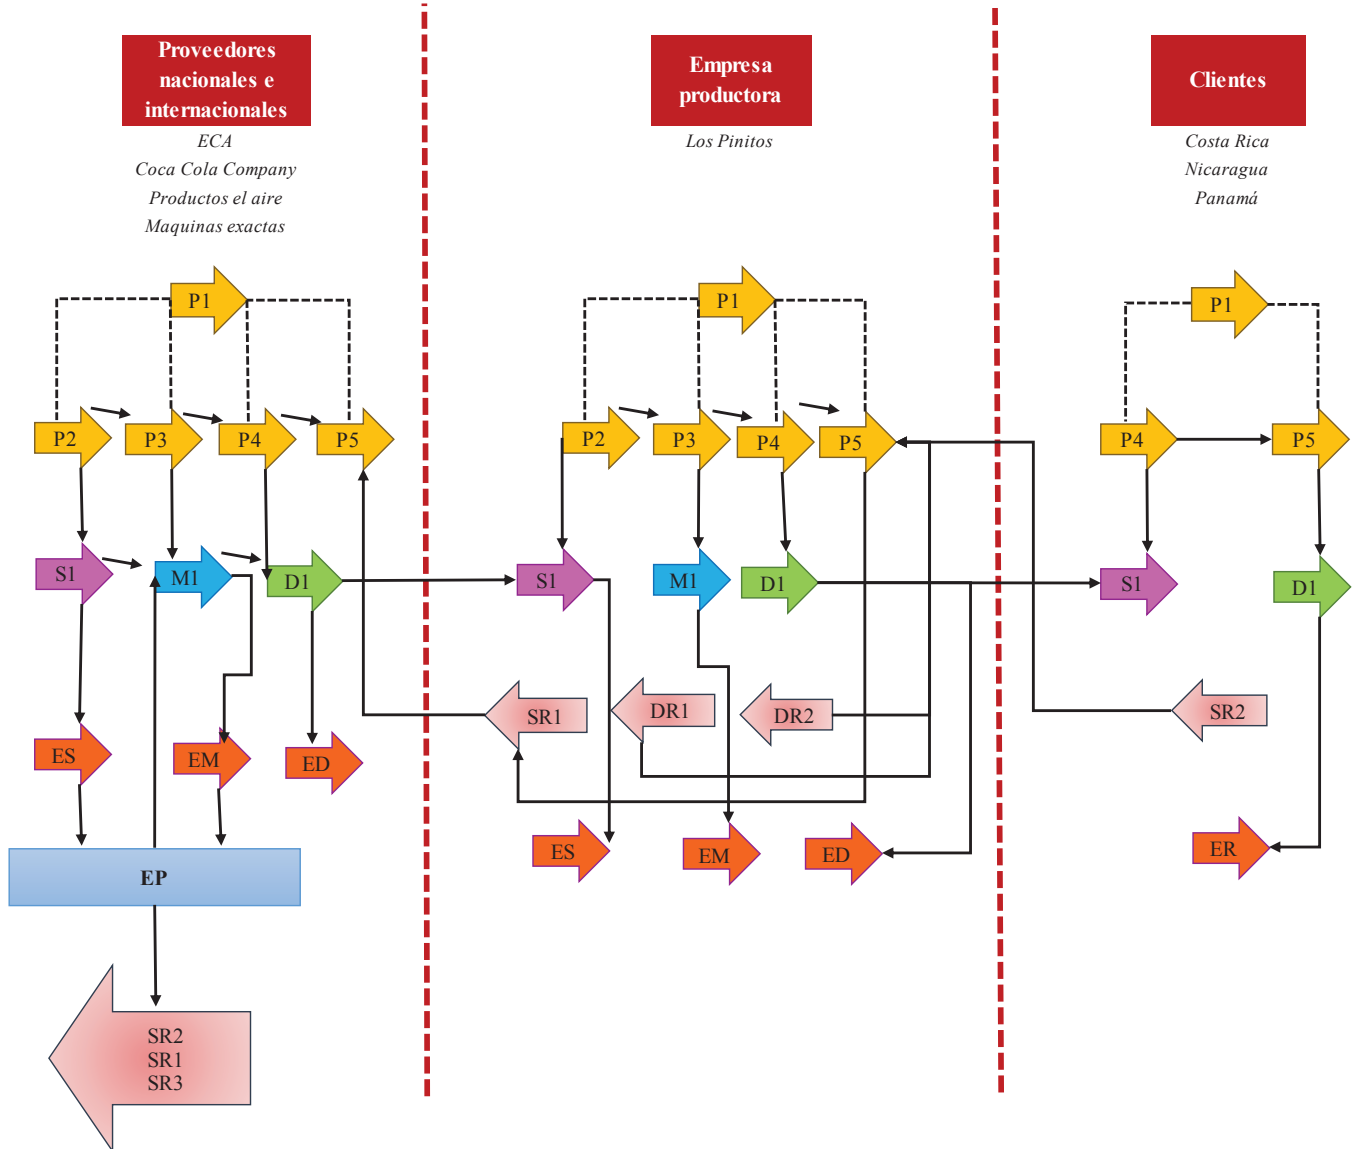 Proveedores
nacionales e
internacionales
ECA
Coca Cola Company
Productos el aire
Maquinas exactas
Empresa
productora
Los Pinitos
Clientes
Costa Rica
Nicaragua
Panamá
P1
P2
P3
P4
P5
S1
M1
D1
ES
EM
ED
EP
SR2
SR1
SR3
P1
P2
P3
P4
P5
S1
M1
D1
SR1
DR1
DR2
ES
EM
ED
P1
P4
P5
S1
D1
SR2
ER